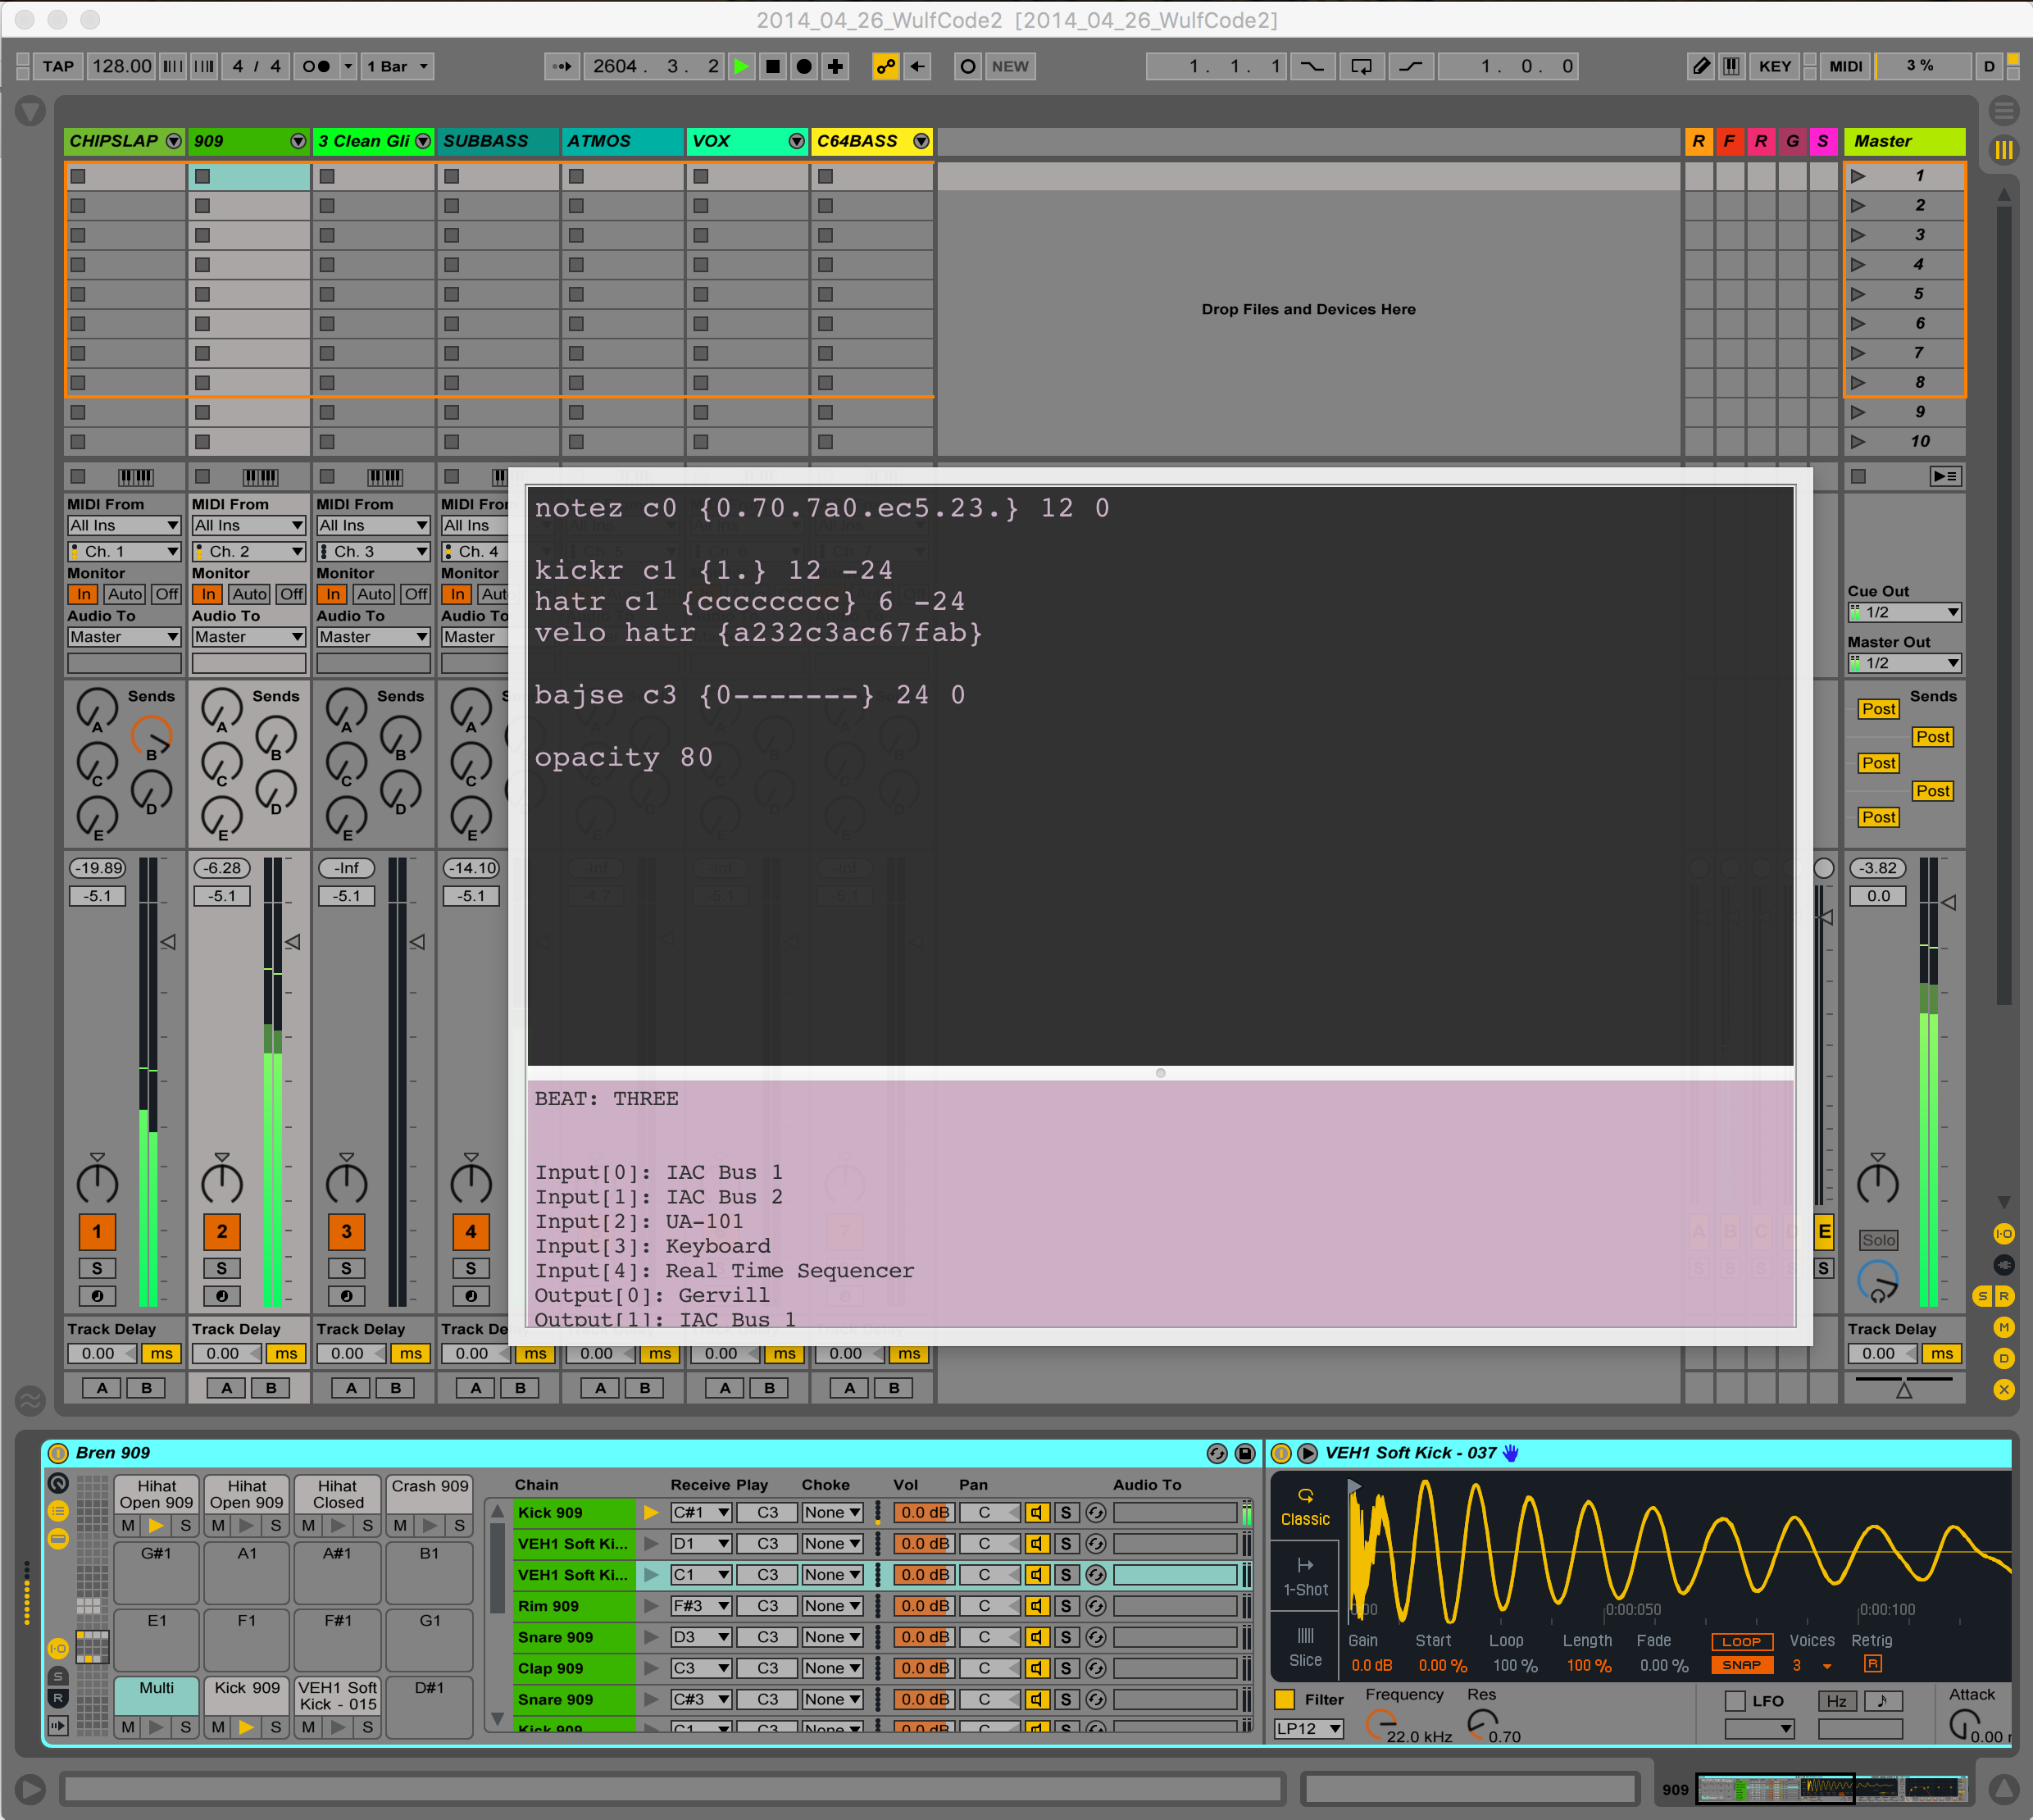 2014_04_26_WulfCode2 [2014_04_26_WulfCode2]
TAP 128.00 4 / 4 1 Bar 2604 . 3 . 2 NEW 1 . 1 . 1 1 . 0 . 0 KEY MIDI 3 % D
CHIPSLAP 909 3 Clean Gli SUBBASS ATMOS VOX C64BASS R F R G S Master
1
2
3
4
5
6
7
8
9
10
Drop Files and Devices Here
MIDI From MIDI From MIDI From MIDI From
All Ins All Ins All Ins All Ins
Ch. 1 Ch. 2 Ch. 3 Ch. 4
Monitor Monitor Monitor Monitor
In Auto Off In Auto Off In Auto Off In Aut
Audio To Audio To Audio To Audio To
Master Master Master Master
Cue Out
1/2
Master Out
1/2
Sends Sends Sends Sends
A B C D E A B C D E A B C D E A C E
Post
Post
Post
Post
Post
-19.89 -6.28 -Inf -14.10 -3.82
-5.1 -5.1 -5.1 -5.1 0.0
notez c0 {0.70.7a0.ec5.23.} 12 0
kickr c1 {1.} 12 -24
hatr c1 {cccccccc} 6 -24
velo hatr {a232c3ac67fab}
bajse c3 {0-------} 24 0
opacity 80
BEAT: THREE
Input[0]: IAC Bus 1
Input[1]: IAC Bus 2
Input[2]: UA-101
Input[3]: Keyboard
Input[4]: Real Time Sequencer
Output[0]: Gervill
Output[1]: IAC Bus 1
1 2 3 4 E Solo
S S S S S
I·O
S R
M
D
X
Track Delay Track Delay Track Delay Track De Track Delay
0.00 ms 0.00 ms 0.00 ms 0.00 ms 0.00 ms 0.00 ms 0.00 ms 0.00 ms
A B A B A B A B A B A B A B
Bren 909
VEH1 Soft Kick - 037
Hihat Open 909 Hihat Open 909 Hihat Closed Crash 909
M S M S M S M S
G#1 A1 A#1 B1
E1 F1 F#1 G1
Multi Kick 909 VEH1 Soft Kick - 015 D#1
M S M S M S
I·O
S
R
Chain Receive Play Choke Vol Pan Audio To
Kick 909 C#1 C3 None 0.0 dB C S
VEH1 Soft Ki... D1 C3 None 0.0 dB C S
VEH1 Soft Ki... C1 C3 None 0.0 dB C S
Rim 909 F#3 C3 None 0.0 dB C S
Snare 909 D3 C3 None 0.0 dB C S
Clap 909 C3 C3 None 0.0 dB C S
Snare 909 C#3 C3 None 0.0 dB C S
Kick 909 C1 C3 None 0.0 dB C S
Classic
1-Shot
Slice
0:00:050 0:00:100
Gain Start Loop Length Fade LOOP Voices Retrig
0.0 dB 0.00 % 100 % 100 % 0.00 % SNAP 3 R
Filter Frequency Res LFO Hz Attack
LP12 22.0 kHz 0.70 0.00
909